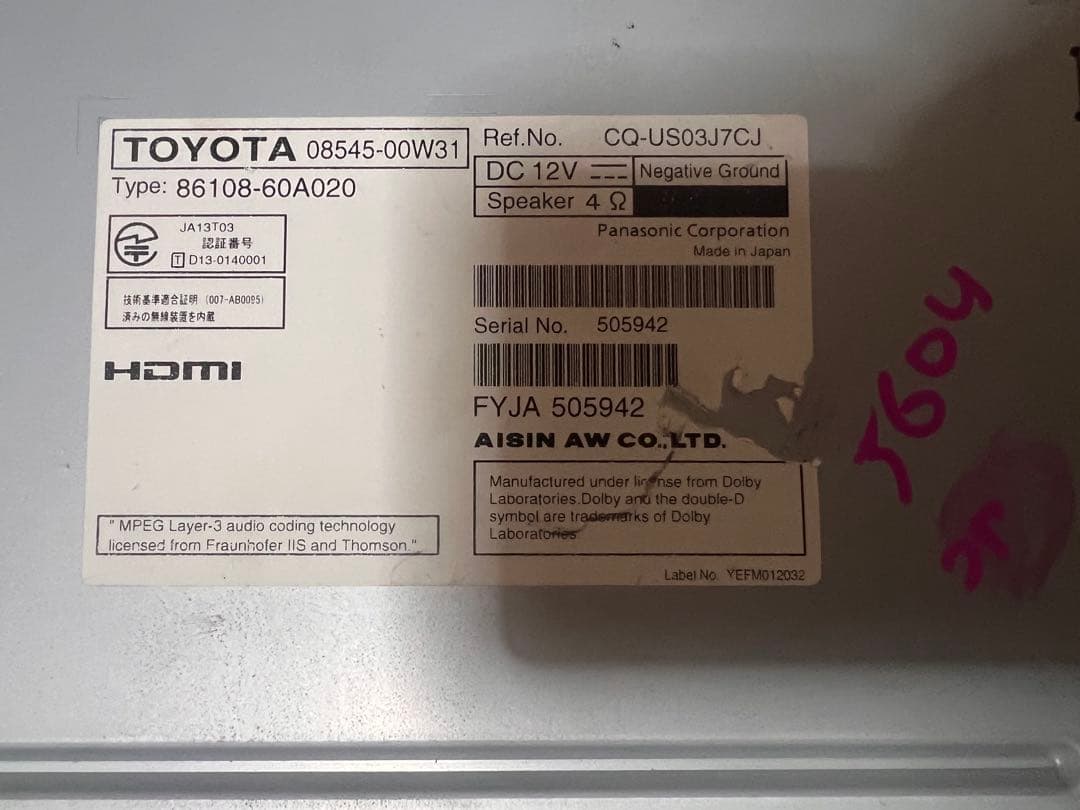 TOYOTA 08545-00W31
Type: 86108-60A020
JA13T03
認証番号
T D13-0140001
技術基準適合証明 (007-AB0095)
済みの無線装置を内蔵
HDMI
" MPEG Layer-3 audio coding technology
licensed from Fraunhofer IIS and Thomson."
Ref.No. CQ-US03J7CJ
DC 12V Negative Ground
Speaker 4 Ω
Panasonic Corporation
Made in Japan
Serial No. 505942
FYJA 505942
AISIN AW CO.,LTD.
Manufactured under license from Dolby
Laboratories.Dolby and the double-D
symbol are trademarks of Dolby
Laboratories
Label No. YEFM012032
5604